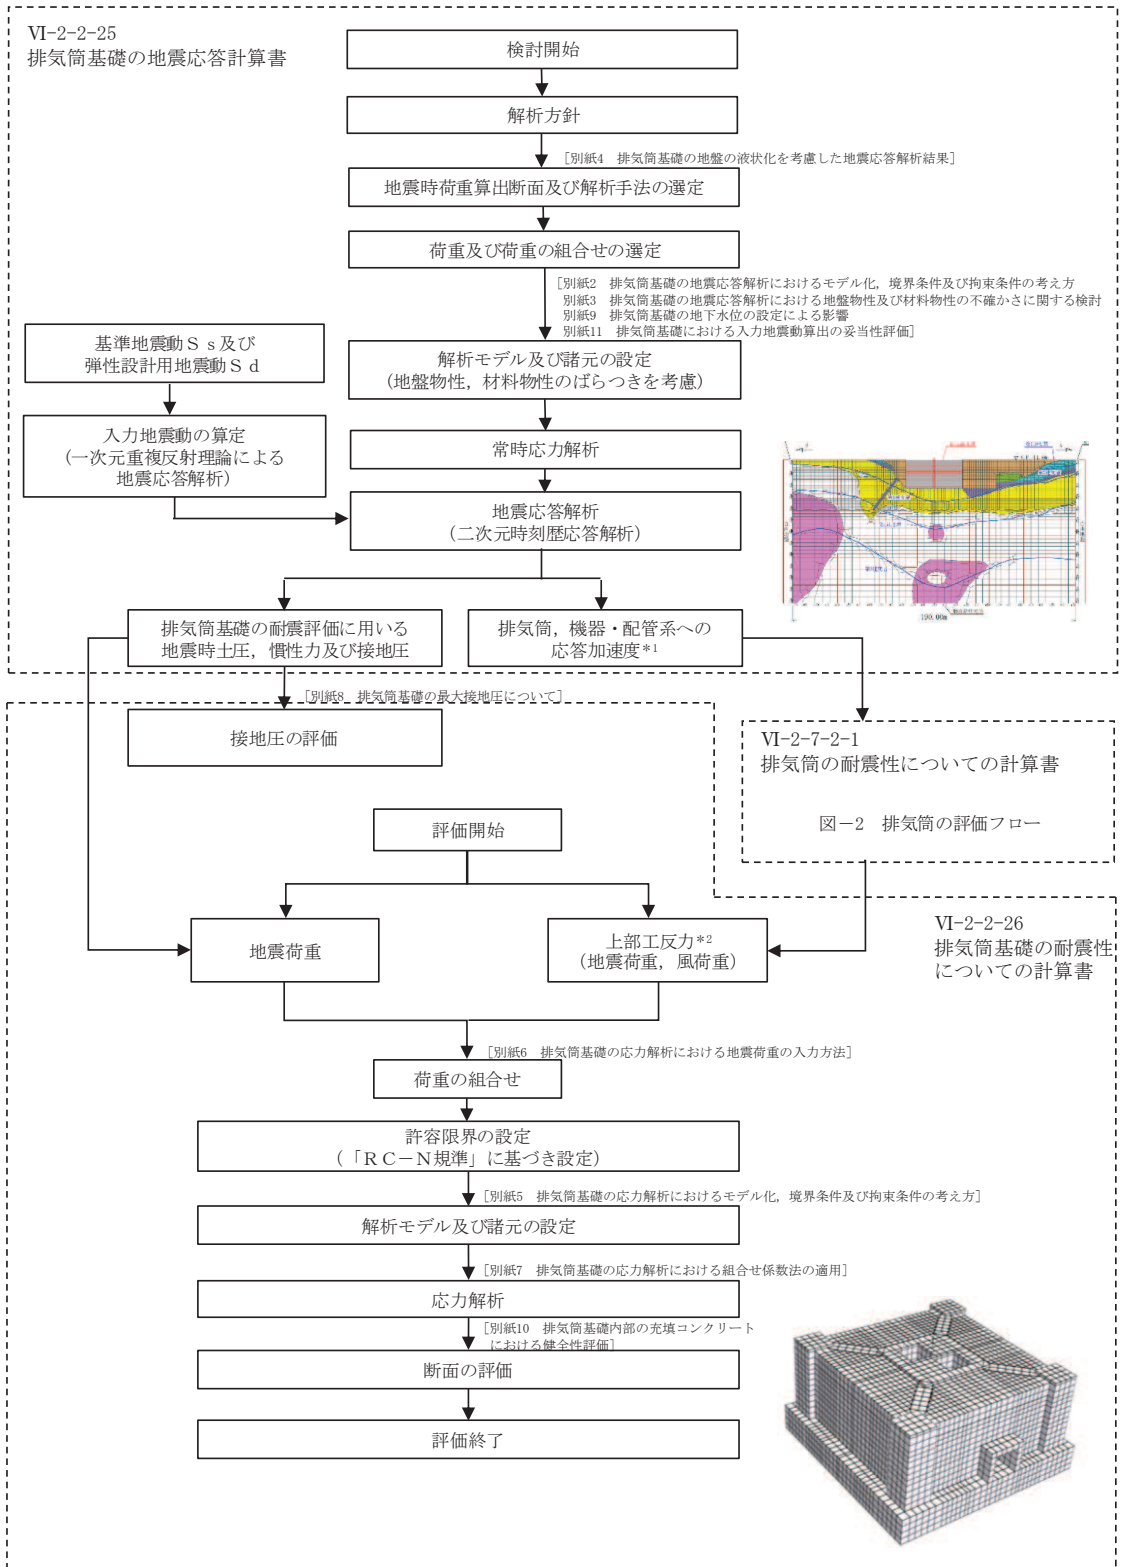 Ⅵ-2-2-25
排気筒基礎の地震応答計算書
検討開始
解析方針
[別紙4　排気筒基礎の地盤の液状化を考慮した地震応答解析結果]
地震時荷重算出断面及び解析手法の選定
荷重及び荷重の組合せの選定
[別紙2　排気筒基礎の地震応答解析におけるモデル化，境界条件及び拘束条件の考え方
別紙3　排気筒基礎の地震応答解析における地盤物性及び材料物性の不確かさに関する検討
別紙9　排気筒基礎の地下水位の設定による影響
別紙11　排気筒基礎における入力地震動算出の妥当性評価]
基準地震動Ｓｓ及び
弾性設計用地震動Ｓｄ
解析モデル及び諸元の設定
(地盤物性，材料物性のばらつきを考慮)
入力地震動の算定
(一次元重複反射理論による
地震応答解析)
常時応力解析
地震応答解析
(二次元時刻歴応答解析)
190.00m
排気筒基礎の耐震評価に用いる
地震時土圧，慣性力及び接地圧
排気筒，機器・配管系への
応答加速度*1
[別紙8　排気筒基礎の最大接地圧について]
接地圧の評価
Ⅵ-2-7-2-1
排気筒の耐震性についての計算書
図－2　排気筒の評価フロー
評価開始
地震荷重
上部工反力*2
(地震荷重，風荷重)
Ⅵ-2-2-26
排気筒基礎の耐震性
についての計算書
[別紙6　排気筒基礎の応力解析における地震荷重の入力方法]
荷重の組合せ
許容限界の設定
(「ＲＣ－Ｎ規準」に基づき設定)
[別紙5　排気筒基礎の応力解析におけるモデル化，境界条件及び拘束条件の考え方]
解析モデル及び諸元の設定
[別紙7　排気筒基礎の応力解析における組合せ係数法の適用]
応力解析
[別紙10　排気筒基礎内部の充填コンクリート
における健全性評価]
断面の評価
評価終了